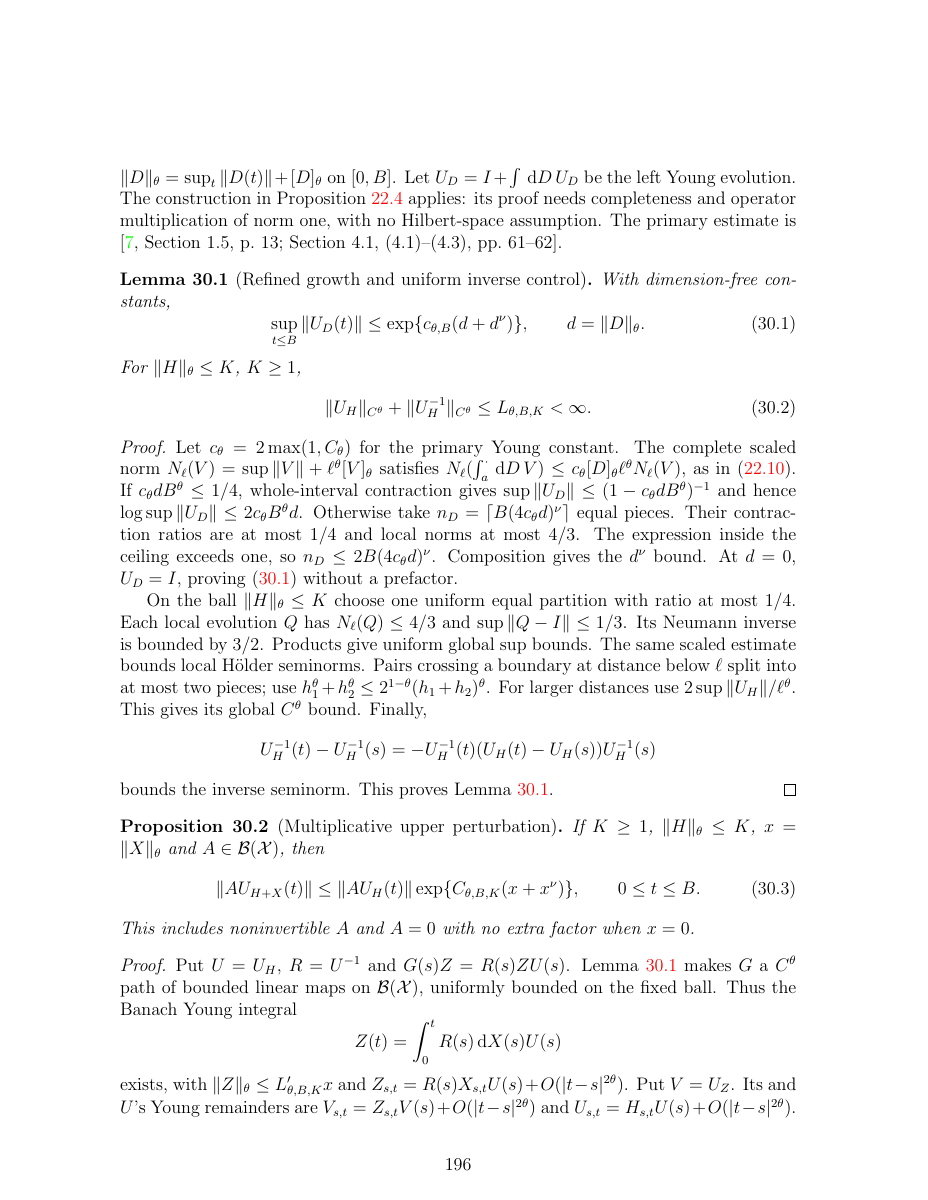 ‖D‖θ = supₜ ‖D(t)‖+[D]θ on [0, B]. Let U_D = I+∫ dD U_D be the left Young evolution.
The construction in Proposition 22.4 applies: its proof needs completeness and operator
multiplication of norm one, with no Hilbert-space assumption. The primary estimate is
[7, Section 1.5, p. 13; Section 4.1, (4.1)–(4.3), pp. 61–62].
Lemma 30.1 (Refined growth and uniform inverse control). With dimension-free con-
stants,
sup_{t≤B} ‖U_D(t)‖ ≤ exp{c_{θ,B}(d + d^ν)}, d = ‖D‖_θ. (30.1)
For ‖H‖_θ ≤ K, K ≥ 1,
‖U_H‖_{C^θ} + ‖U_H^{−1}‖_{C^θ} ≤ L_{θ,B,K} < ∞. (30.2)
Proof. Let c_θ = 2 max(1, C_θ) for the primary Young constant. The complete scaled
norm N_ℓ(V) = sup ‖V‖ + ℓ^θ[V]_θ satisfies N_ℓ(∫_a^· dD V) ≤ c_θ[D]_θ ℓ^θ N_ℓ(V), as in (22.10).
If c_θ dB^θ ≤ 1/4, whole-interval contraction gives sup ‖U_D‖ ≤ (1 − c_θ dB^θ)^{−1} and hence
log sup ‖U_D‖ ≤ 2c_θ B^θ d. Otherwise take n_D = ⌈B(4c_θ d)^ν⌉ equal pieces. Their contrac-
tion ratios are at most 1/4 and local norms at most 4/3. The expression inside the
ceiling exceeds one, so n_D ≤ 2B(4c_θ d)^ν. Composition gives the d^ν bound. At d = 0,
U_D = I, proving (30.1) without a prefactor.
On the ball ‖H‖_θ ≤ K choose one uniform equal partition with ratio at most 1/4.
Each local evolution Q has N_ℓ(Q) ≤ 4/3 and sup ‖Q − I‖ ≤ 1/3. Its Neumann inverse
is bounded by 3/2. Products give uniform global sup bounds. The same scaled estimate
bounds local Hölder seminorms. Pairs crossing a boundary at distance below ℓ split into
at most two pieces; use h_1^θ + h_2^θ ≤ 2^{1−θ}(h_1 + h_2)^θ. For larger distances use 2 sup ‖U_H‖/ℓ^θ.
This gives its global C^θ bound. Finally,
U_H^{−1}(t) − U_H^{−1}(s) = −U_H^{−1}(t)(U_H(t) − U_H(s))U_H^{−1}(s)
bounds the inverse seminorm. This proves Lemma 30.1. □
Proposition 30.2 (Multiplicative upper perturbation). If K ≥ 1, ‖H‖_θ ≤ K, x =
‖X‖_θ and A ∈ 𝓑(𝒳), then
‖AU_{H+X}(t)‖ ≤ ‖AU_H(t)‖ exp{C_{θ,B,K}(x + x^ν)}, 0 ≤ t ≤ B. (30.3)
This includes noninvertible A and A = 0 with no extra factor when x = 0.
Proof. Put U = U_H, R = U^{−1} and G(s)Z = R(s)ZU(s). Lemma 30.1 makes G a C^θ
path of bounded linear maps on 𝓑(𝒳), uniformly bounded on the fixed ball. Thus the
Banach Young integral
Z(t) = ∫_0^t R(s) dX(s)U(s)
exists, with ‖Z‖_θ ≤ L′_{θ,B,K} x and Z_{s,t} = R(s)X_{s,t}U(s)+O(|t−s|^{2θ}). Put V = U_Z. Its and
U's Young remainders are V_{s,t} = Z_{s,t}V(s)+O(|t−s|^{2θ}) and U_{s,t} = H_{s,t}U(s)+O(|t−s|^{2θ}).
196